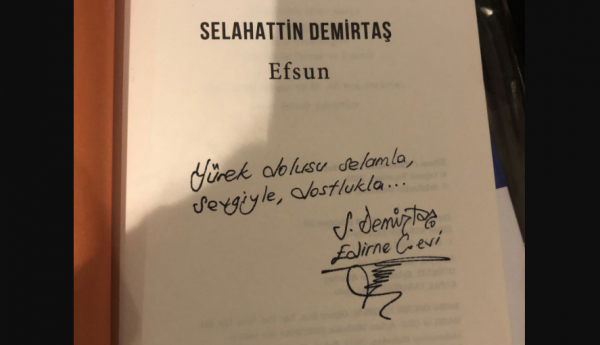 SELAHATTİN DEMİRTAŞ
Efsun
Yürek dolusu selamla,
sevgiyle, dostlukla...
S. Demirtaş
Edirne C.evi